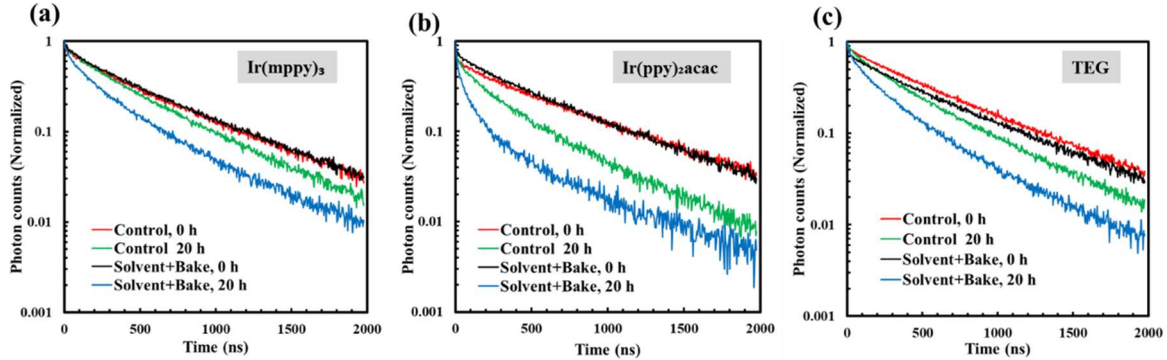 (a)
Ir(mppy)₃
Photon counts (Normalized)
1
0.1
0.01
0.001
Control, 0 h
Control 20 h
Solvent+Bake, 0 h
Solvent+Bake, 20 h
0 500 1000 1500 2000
Time (ns)
(b)
Ir(ppy)₂acac
Photon counts (Normalized)
1
0.1
0.01
0.001
Control, 0 h
Control 20 h
Solvent+Bake, 0 h
Solvent+Bake, 20 h
0 500 1000 1500 2000
Time (ns)
(c)
TEG
Photon counts (Normalized)
1
0.1
0.01
0.001
Control, 0 h
Control 20 h
Solvent+Bake, 0 h
Solvent+Bake, 20 h
0 500 1000 1500 2000
Time (ns)